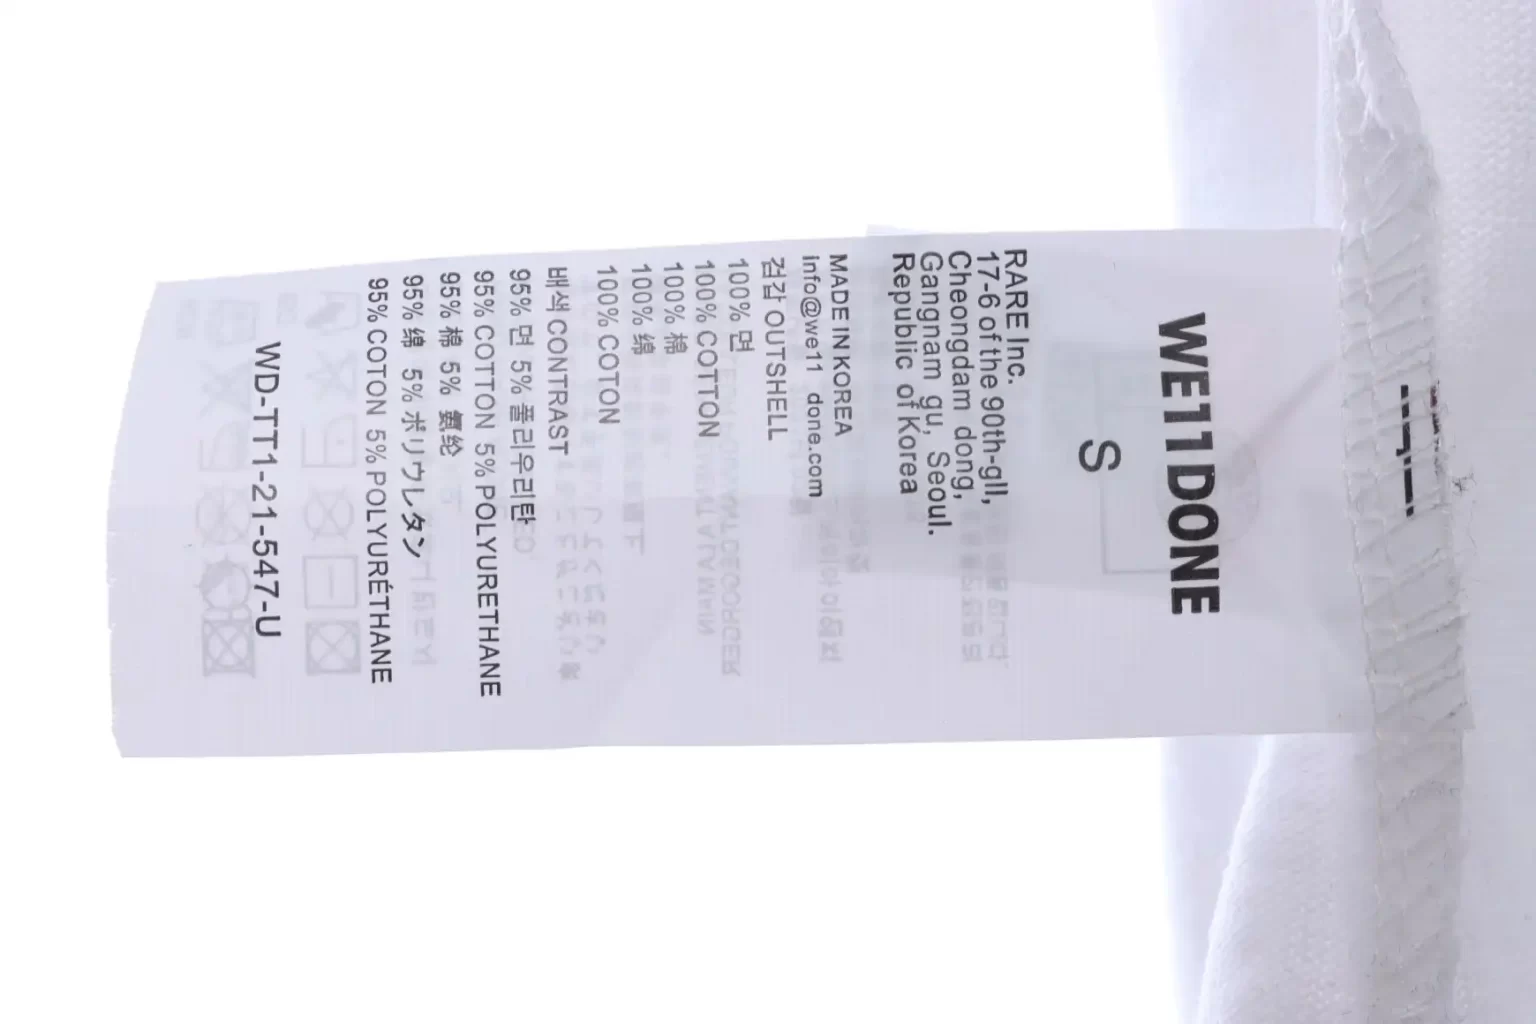 WE11DONE
S
RARE Inc.
17-6 of the 90th-gil,
Cheongdam dong,
Gangnam gu, Seoul.
Republic of Korea
MADE IN KOREA
info@we11 done.com
겉감 OUTSHELL
100% 면
100% COTTON
100% 棉
100% 綿
100% COTON
배색 CONTRAST
95% 면 5% 폴리우리탄
95% COTTON 5% POLYURETHANE
95% 棉 5% 氨纶
95% 綿 5% ポリウレタン
95% COTON 5% POLYURÉTHANE
WD-TT1-21-547-U